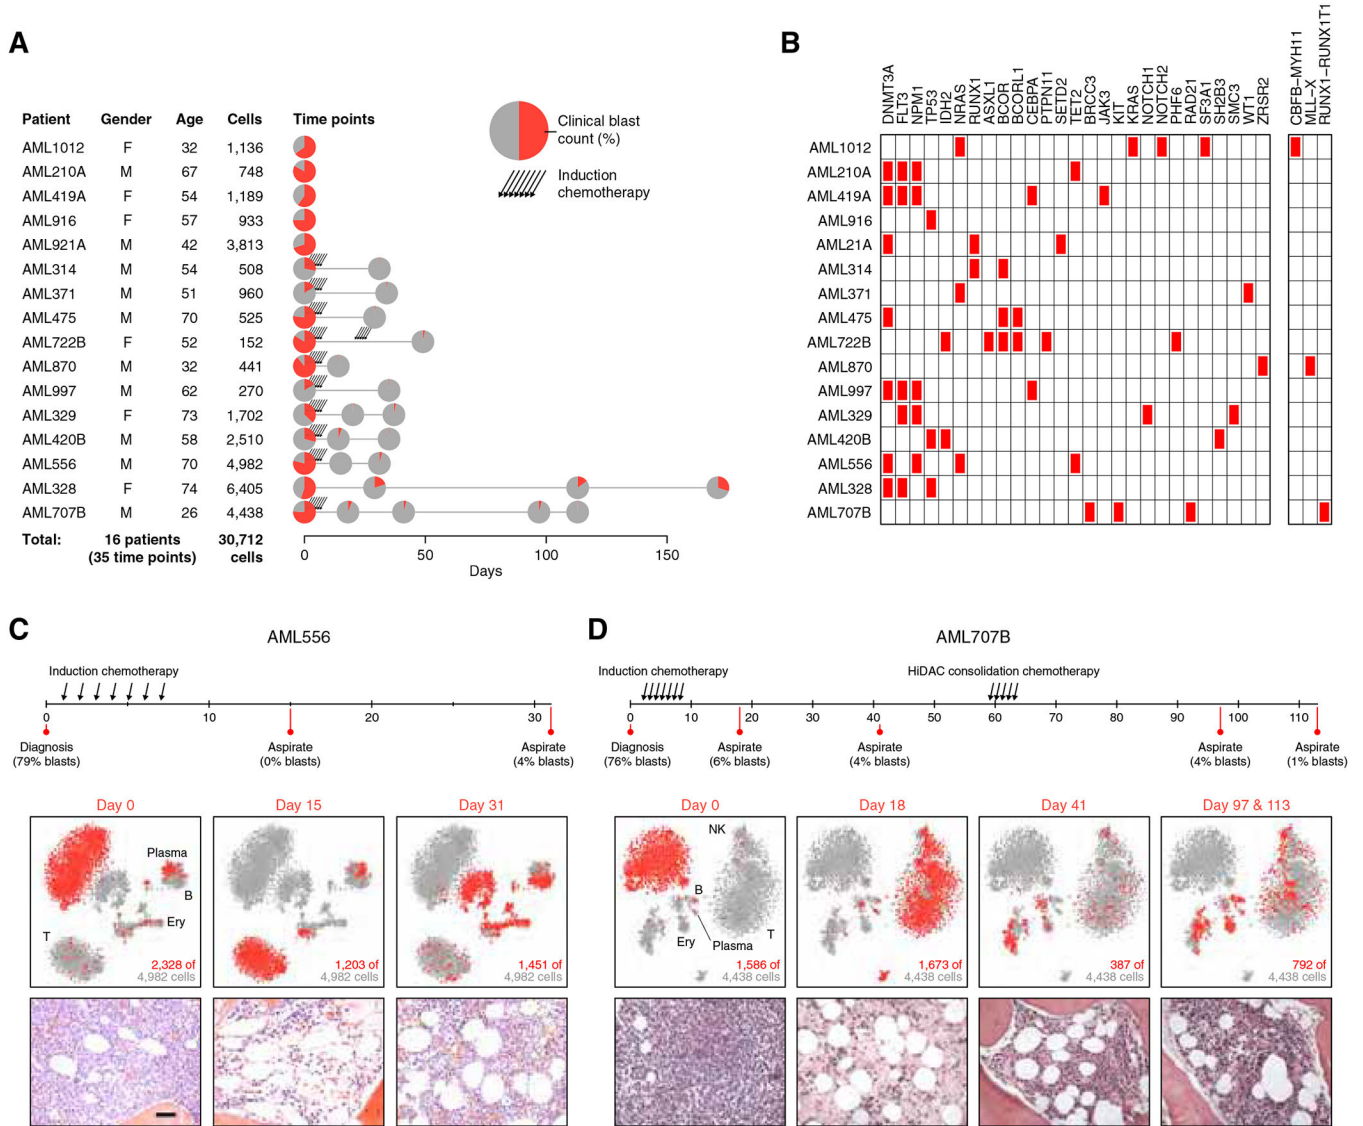 A
Patient Gender Age Cells Time points
AML1012 F 32 1,136
AML210A M 67 748
AML419A F 54 1,189
AML916 F 57 933
AML921A M 42 3,813
AML314 M 54 508
AML371 M 51 960
AML475 M 70 525
AML722B F 52 152
AML870 M 32 441
AML997 M 62 270
AML329 F 73 1,702
AML420B M 58 2,510
AML556 M 70 4,982
AML328 F 74 6,405
AML707B M 26 4,438
Total: 16 patients 30,712
(35 time points) cells
Clinical blast
count (%)
Induction
chemotherapy
0 50 100 150
Days
B
DNMT3A
FLT3
NPM1
TP53
IDH2
NRAS
RUNX1
ASXL1
BCOR
BCORL1
CEBPA
PTPN11
SETD2
TET2
BRCC3
JAK3
KIT
KRAS
NOTCH1
NOTCH2
PHF6
RAD21
SF3A1
SH2B3
SMC3
WT1
ZRSR2
CBFB–MYH11
MLL–X
RUNX1–RUNX1T1
AML1012
AML210A
AML419A
AML916
AML21A
AML314
AML371
AML475
AML722B
AML870
AML997
AML329
AML420B
AML556
AML328
AML707B
C
AML556
Induction chemotherapy
0 10 20 30
Diagnosis
(79% blasts)
Aspirate
(0% blasts)
Aspirate
(4% blasts)
Day 0 Day 15 Day 31
Plasma
B
Ery
T
2,328 of
4,982 cells
1,203 of
4,982 cells
1,451 of
4,982 cells
D
AML707B
Induction chemotherapy
HiDAC consolidation chemotherapy
0 10 20 30 40 50 60 70 80 90 100 110
Diagnosis
(76% blasts)
Aspirate
(6% blasts)
Aspirate
(4% blasts)
Aspirate
(4% blasts)
Aspirate
(1% blasts)
Day 0 Day 18 Day 41 Day 97 & 113
NK
B
Ery
Plasma
T
1,586 of
4,438 cells
1,673 of
4,438 cells
387 of
4,438 cells
792 of
4,438 cells